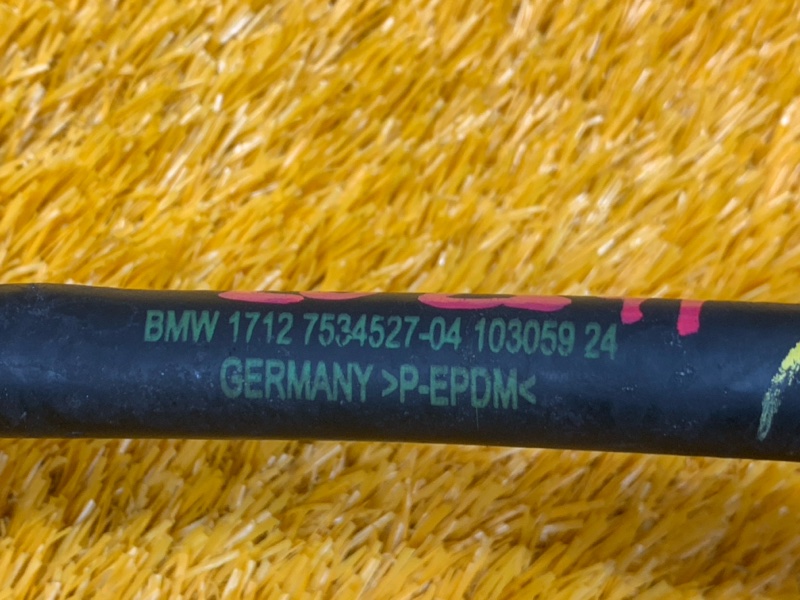 BMW 1712 7534527-04 103059 24
GERMANY >P-EPDM<